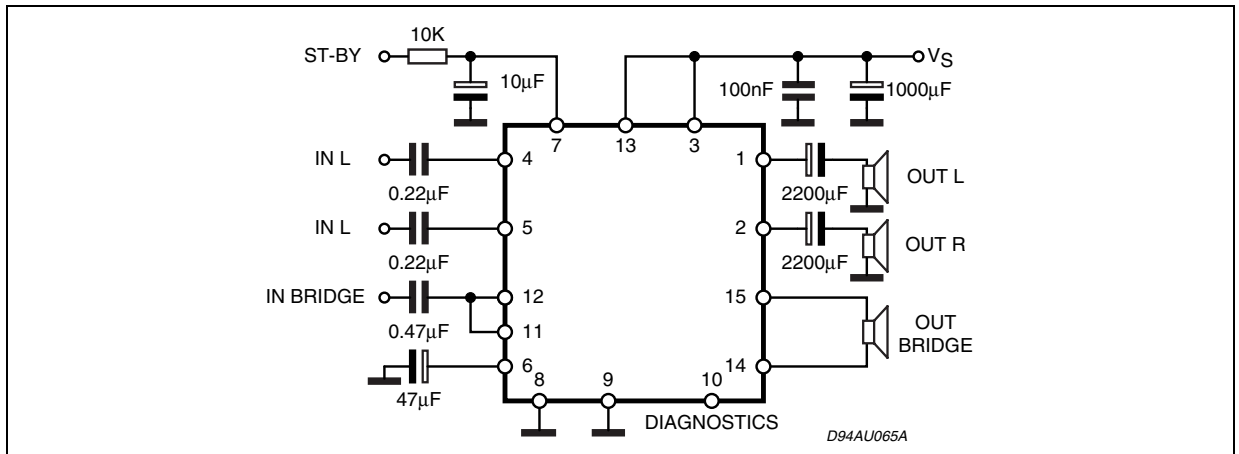 10K
ST-BY
VS
10µF
100nF
1000µF
7
13
3
IN L
4
1
OUT L
0.22µF
2200µF
IN L
5
2
OUT R
0.22µF
2200µF
IN BRIDGE
12
15
0.47µF
11
OUT
BRIDGE
6
14
47µF
8
9
10
DIAGNOSTICS
D94AU065A